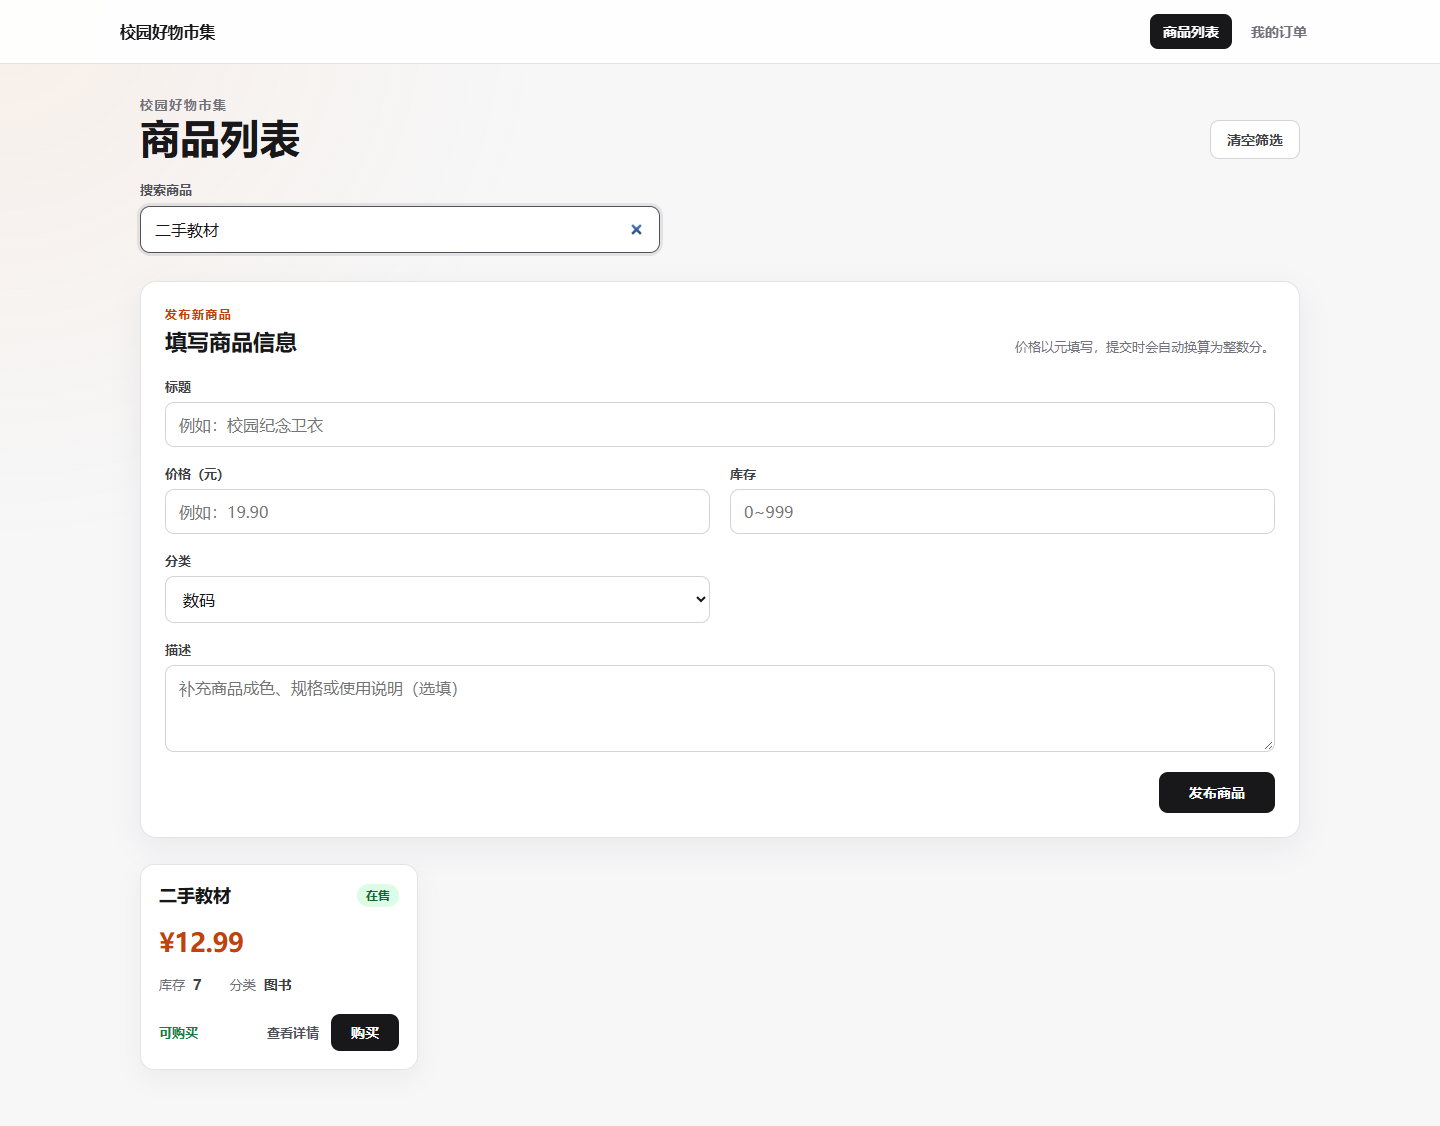 校园好物市集
商品列表
我的订单
校园好物市集
商品列表
清空筛选
搜索商品
二手教材
发布新商品
填写商品信息
价格以元填写，提交时会自动换算为整数分。
标题
例如：校园纪念卫衣
价格（元）
库存
例如：19.90
0~999
分类
数码
描述
补充商品成色、规格或使用说明（选填）
发布商品
二手教材
在售
¥12.99
库存 7 分类 图书
可购买
查看详情
购买